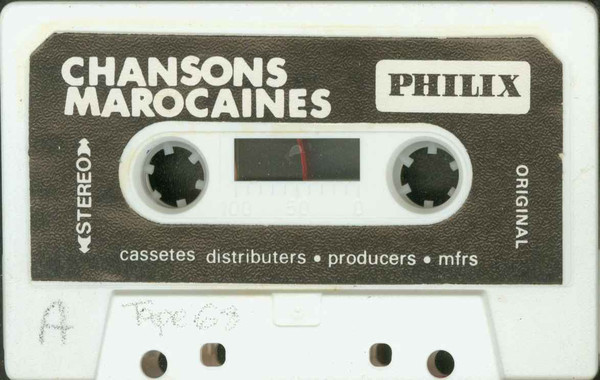 CHANSONS
MAROCAINES
PHILIX
STEREO
ORIGINAL
100 50 0
cassetes distributers • producers • mfrs
A
Tape 63